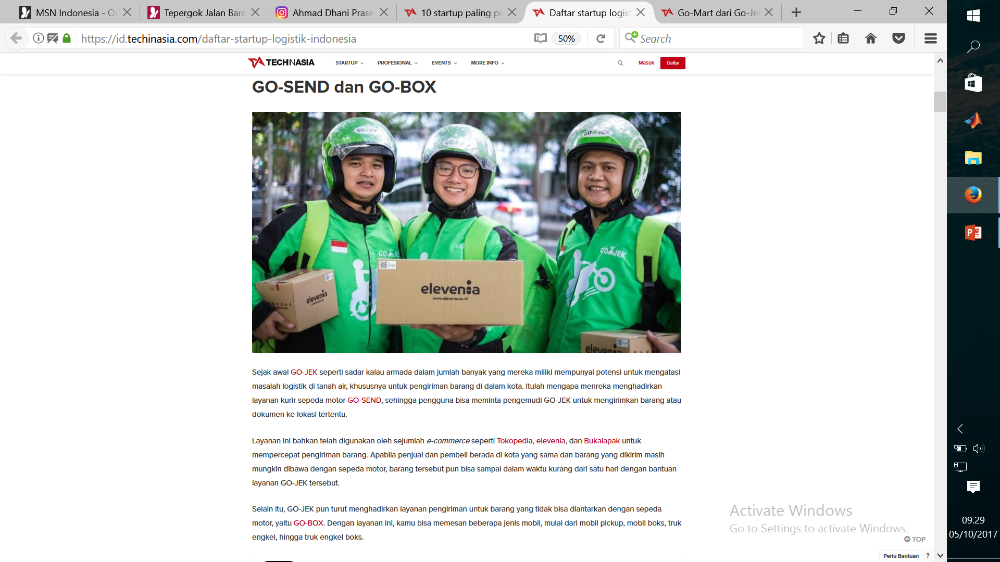 MSN Indonesia - Ou
Tepergok Jalan Bare
Ahmad Dhani Prase
10 startup paling po
Daftar startup logist
Go-Mart dari Go-Jek
https://id.techinasia.com/daftar-startup-logistik-indonesia
50%
Search
TECHINASIA
STARTUP
PROFESIONAL
EVENTS
MORE INFO
Masuk
Daftar
GO-SEND dan GO-BOX
GO-JEK
GO-JEK
GO-JEK
GO-JEK
GO
GO-JEK
elevenia
elevenia
www.elevenia.co.id
elevenia
Sejak awal GO-JEK seperti sadar kalau armada dalam jumlah banyak yang mereka miliki mempunyai potensi untuk mengatasi
masalah logistik di tanah air, khususnya untuk pengiriman barang di dalam kota. Itulah mengapa menreka menghadirkan
layanan kurir sepeda motor GO-SEND, sehingga pengguna bisa meminta pengemudi GO-JEK untuk mengirimkan barang atau
dokumen ke lokasi tertentu.
Layanan ini bahkan telah digunakan oleh sejumlah e-commerce seperti Tokopedia, elevenia, dan Bukalapak untuk
mempercepat pengiriman barang. Apabila penjual dan pembeli berada di kota yang sama dan barang yang dikirim masih
mungkin dibawa dengan sepeda motor, barang tersebut pun bisa sampai dalam waktu kurang dari satu hari dengan bantuan
layanan GO-JEK tersebut.
Selain itu, GO-JEK pun turut menghadirkan layanan pengiriman untuk barang yang tidak bisa diantarkan dengan sepeda
motor, yaitu GO-BOX. Dengan layanan ini, kamu bisa memesan beberapa jenis mobil, mulai dari mobil pickup, mobil boks, truk
engkel, hingga truk engkel boks.
Activate Windows
Go to Settings to activate Windows.
TOP
Perlu Bantuan ?
09.29
05/10/2017